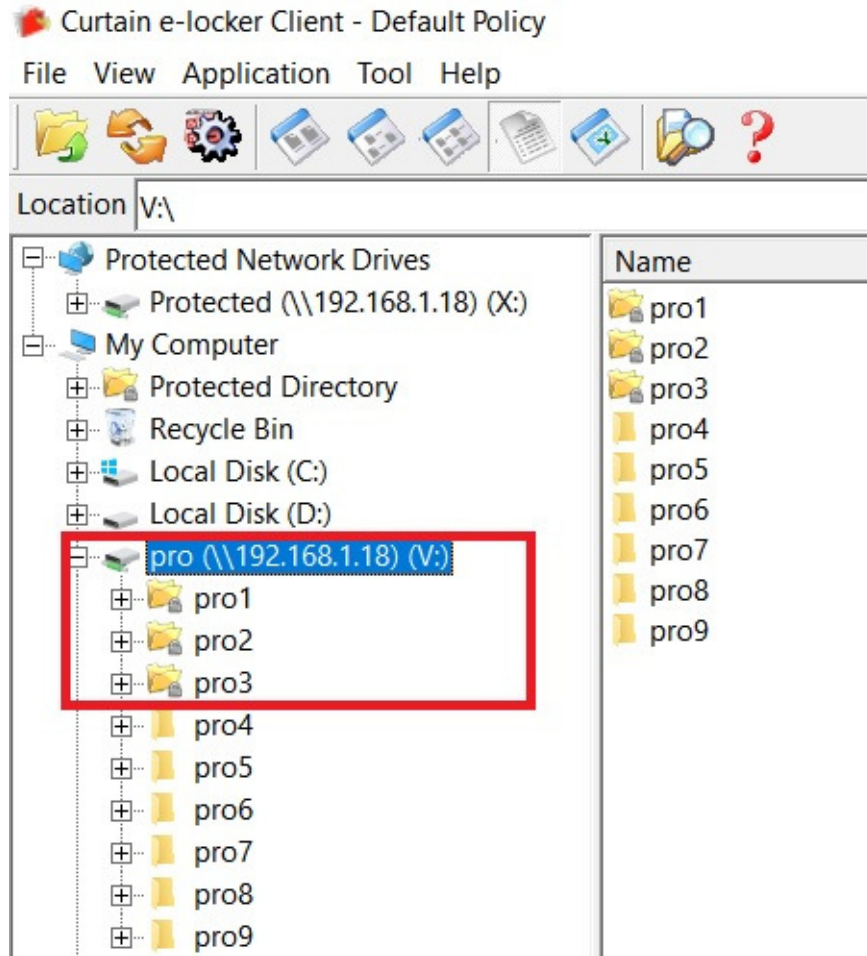 Curtain e-locker Client - Default Policy
File View Application Tool Help
Location V:\
Protected Network Drives
Protected (\\192.168.1.18) (X:)
My Computer
Protected Directory
Recycle Bin
Local Disk (C:)
Local Disk (D:)
pro (\\192.168.1.18) (V:)
pro1
pro2
pro3
pro4
pro5
pro6
pro7
pro8
pro9
Name
pro1
pro2
pro3
pro4
pro5
pro6
pro7
pro8
pro9